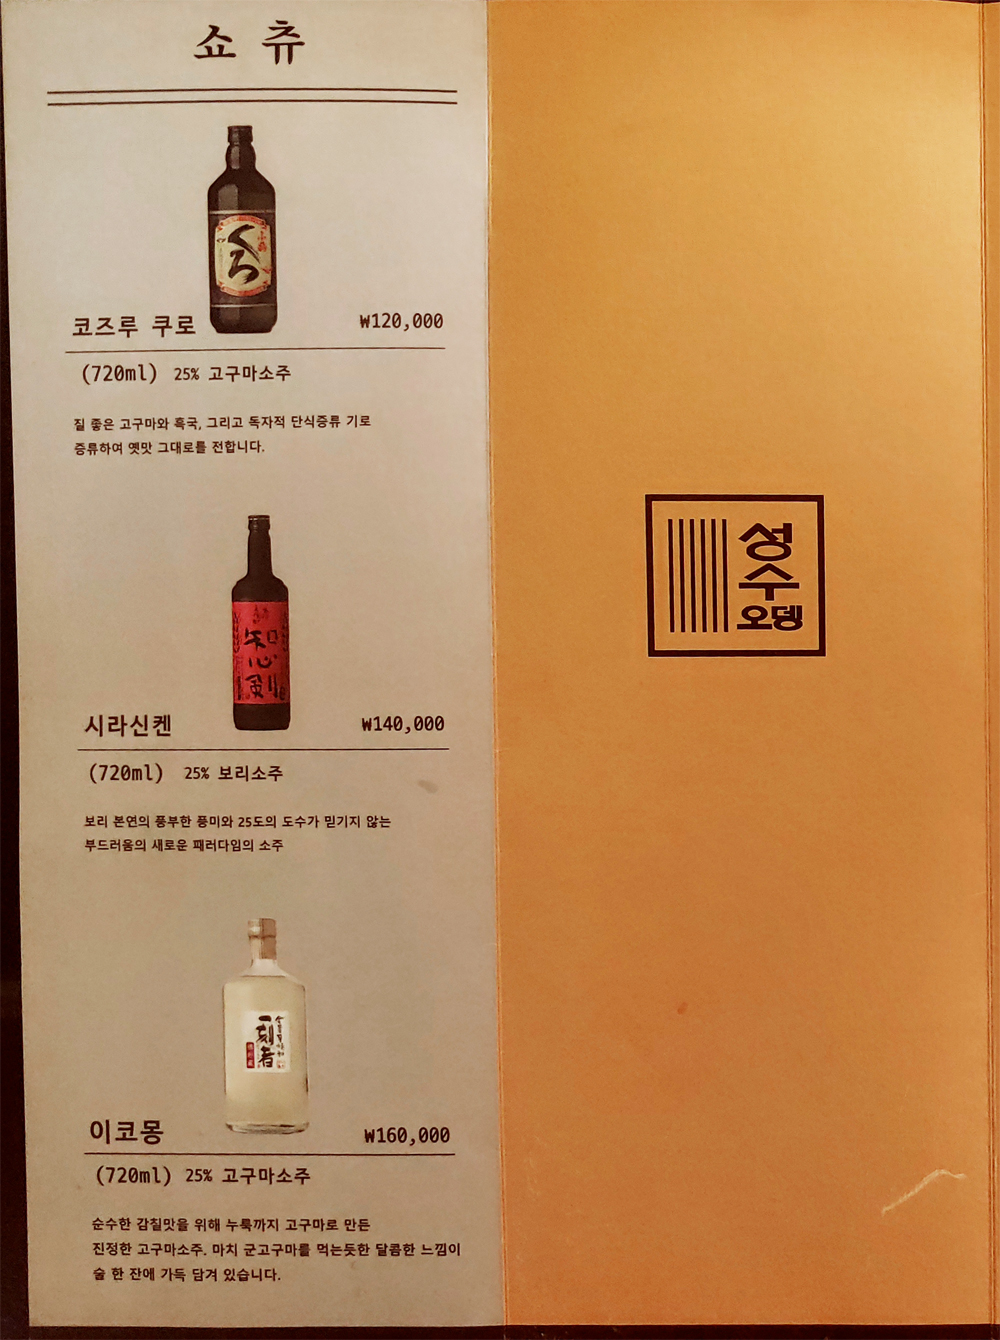 쇼츄
くろ
코즈루 쿠로
₩120,000
(720ml) 25% 고구마소주
질 좋은 고구마와 흑국, 그리고 독자적 단식증류 기로
증류하여 옛맛 그대로를 전합니다.
知
心
剣
시라신켄
₩140,000
(720ml) 25% 보리소주
보리 본연의 풍부한 풍미와 25도의 도수가 믿기지 않는
부드러움의 새로운 패러다임의 소주
一刻者
이코몽
₩160,000
(720ml) 25% 고구마소주
순수한 감칠맛을 위해 누룩까지 고구마로 만든
진정한 고구마소주. 마치 군고구마를 먹는듯한 달콤한 느낌이
술 한 잔에 가득 담겨 있습니다.
성
수
오뎅